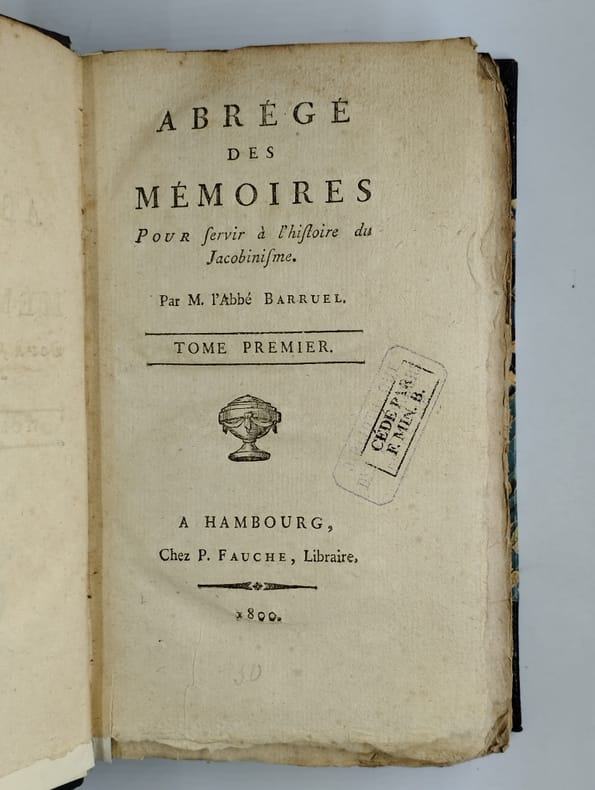 ABRÉGÉ
DES
MÉMOIRES
POUR ſervir à l'hiſtoire du
Jacobiniſme.
Par M. l'Abbé BARRUEL.
TOME PREMIER.
CÉDÉ PAR
F. MIN. B.
A HAMBOURG,
Chez P. FAUCHE, Libraire,
1800.